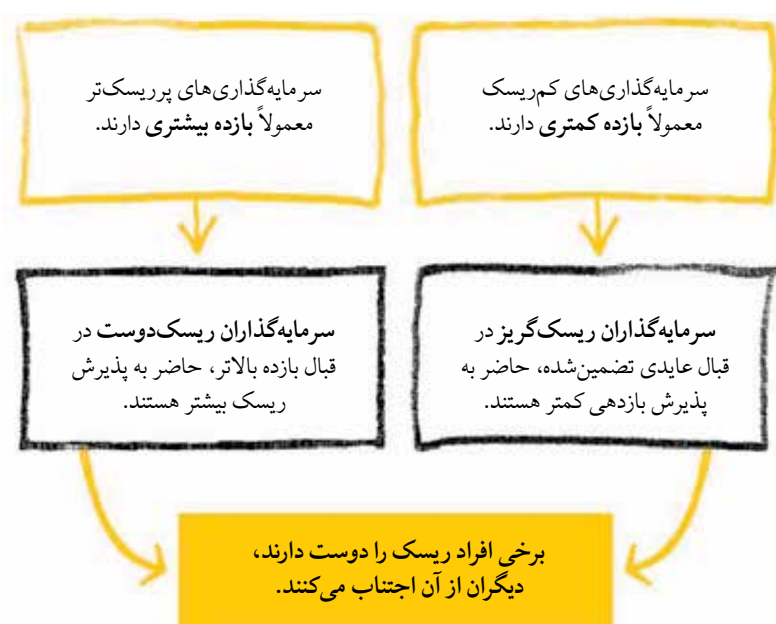 سرمایه‌گذاری‌های کم‌ریسک
معمولاً بازده کمتری دارند.
سرمایه‌گذاری‌های پرریسک‌تر
معمولاً بازده بیشتری دارند.
سرمایه‌گذاران ریسک‌گریز در
قبال عایدی تضمین‌شده، حاضر به
پذیرش بازدهی کمتر هستند.
سرمایه‌گذاران ریسک‌دوست در
قبال بازده بالاتر، حاضر به پذیرش
ریسک بیشتر هستند.
برخی افراد ریسک را دوست دارند،
دیگران از آن اجتناب می‌کنند.